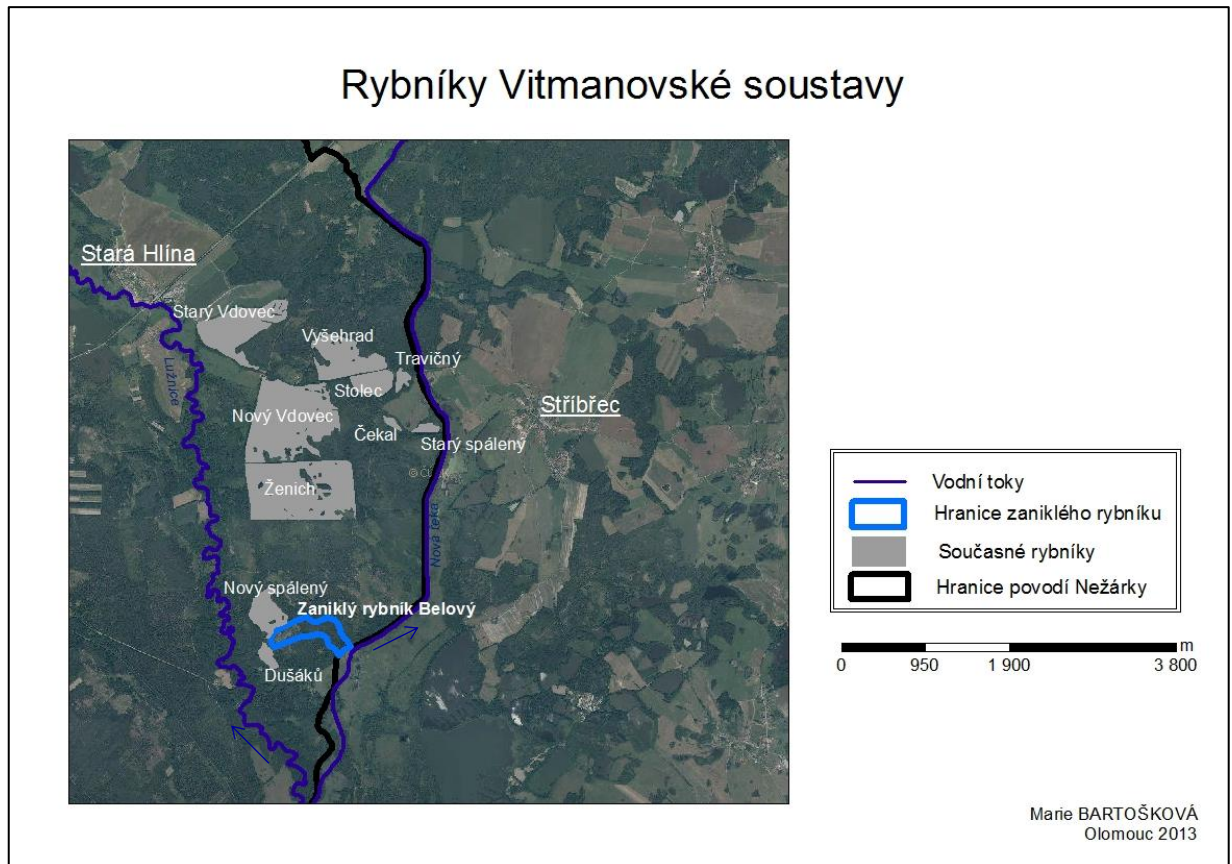 Rybníky Vitmanovské soustavy
Stará Hlína
Starý Vdovec
Vyšehrad
Travičný
Lužnice
Stolec
Nový Vdovec
Stříbřec
Čekal
Starý spálený
Ženich
Nová řeka
Nový spálený
Zaniklý rybník Belový
Dušáků
Vodní toky
Hranice zaniklého rybníku
Současné rybníky
Hranice povodí Nežárky
m
0 950 1 900 3 800
Marie BARTOŠKOVÁ
Olomouc 2013